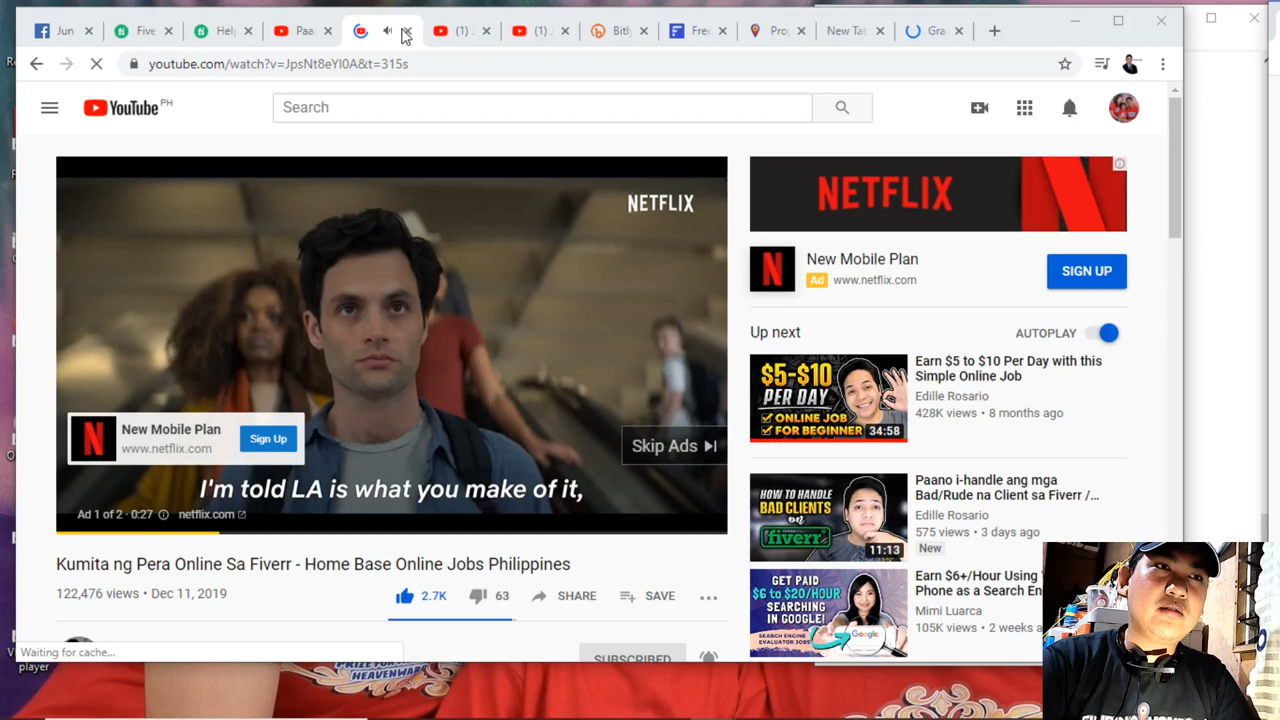 Jun
Five
Help
Paa
(1)
(1) J
Bitly
Free
Prop
New Tab
Gra
youtube.com/watch?v=JpsNt8eYI0A&t=315s
YouTube PH
Search
NETFLIX
NETFLIX
New Mobile Plan
Ad www.netflix.com
SIGN UP
Up next
AUTOPLAY
$5-$10
PER DAY
ONLINE JOB
FOR BEGINNER
34:58
Earn $5 to $10 Per Day with this
Simple Online Job
Edille Rosario
428K views • 8 months ago
New Mobile Plan
www.netflix.com
Sign Up
Skip Ads
I'm told LA is what you make of it,
Ad 1 of 2 · 0:27 netflix.com
HOW TO HANDLE
BAD CLIENTS
on
fiverr
11:13
Paano i-handle ang mga
Bad/Rude na Client sa Fiverr /...
Edille Rosario
575 views • 3 days ago
New
Kumita ng Pera Online Sa Fiverr - Home Base Online Jobs Philippines
122,476 views • Dec 11, 2019
2.7K
63
SHARE
SAVE
GET PAID
$6 to $20/HOUR
SEARCHING
IN GOOGLE!
SEARCH ENGINE
EVALUATOR JOBS
Google
Earn $6+/Hour Using
Phone as a Search En
Mimi Luarca
105K views • 2 weeks a
SUBSCRIBED
Waiting for cache...
player
HEAVENWAR